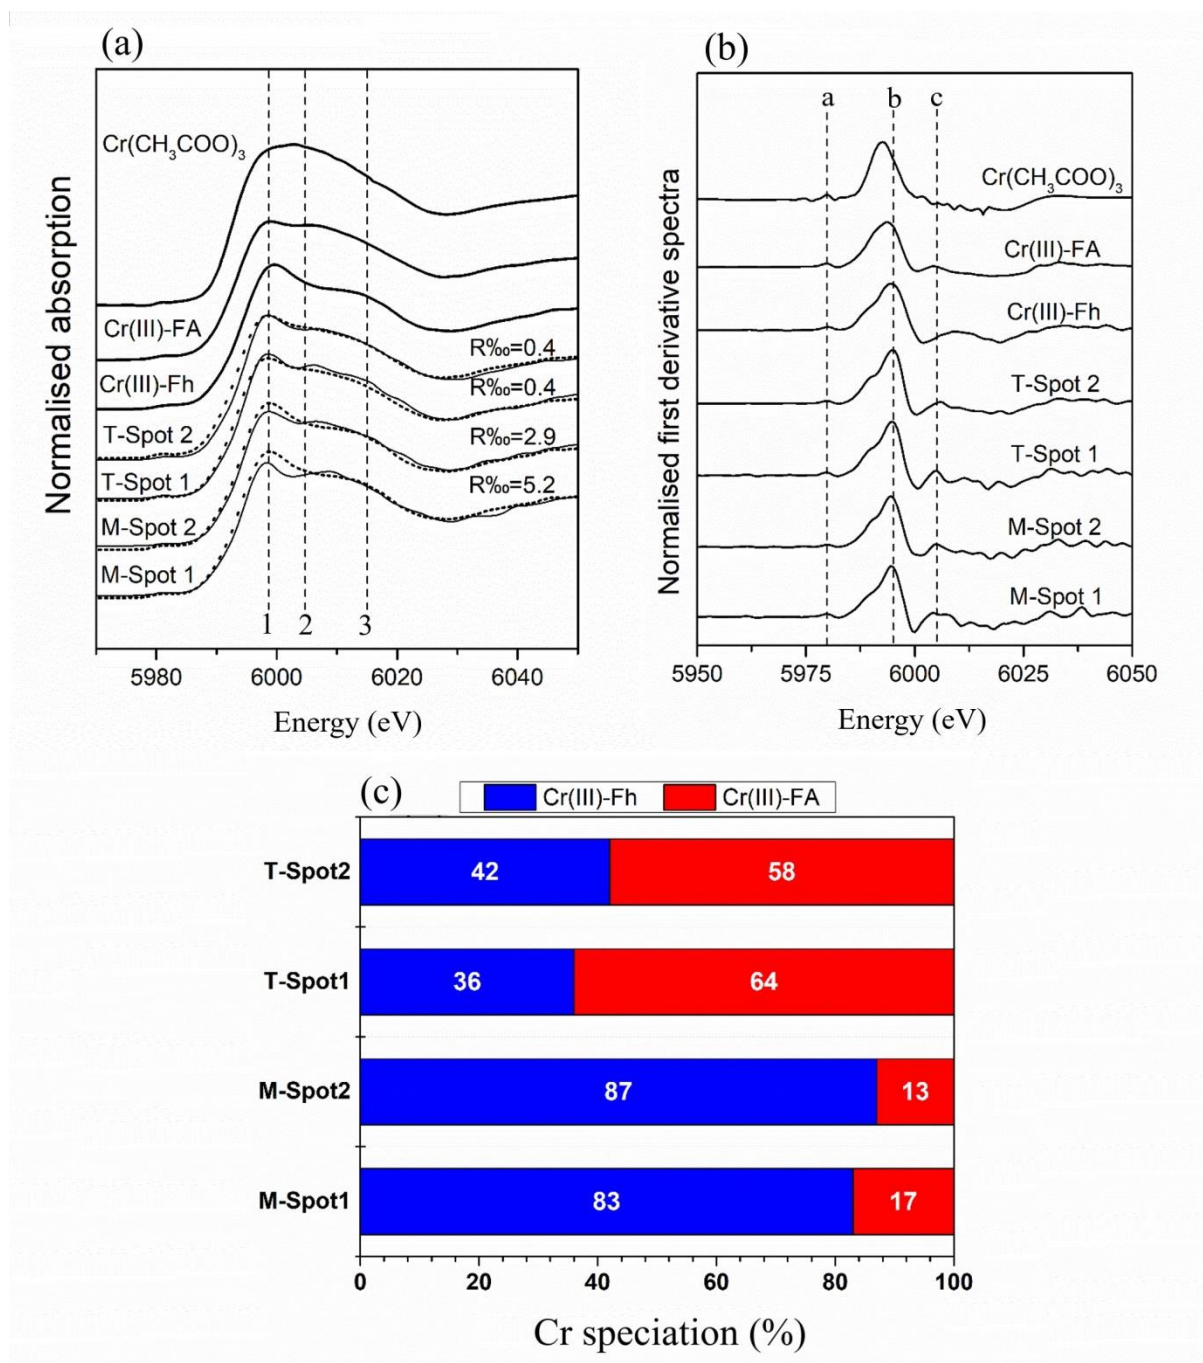 (a)
Normalised absorption
Cr(CH₃COO)₃
Cr(III)-FA
Cr(III)-Fh
T-Spot 2
T-Spot 1
M-Spot 2
M-Spot 1
R‰=0.4
R‰=0.4
R‰=2.9
R‰=5.2
1 2 3
5980 6000 6020 6040
Energy (eV)
(b)
Normalised first derivative spectra
a b c
Cr(CH₃COO)₃
Cr(III)-FA
Cr(III)-Fh
T-Spot 2
T-Spot 1
M-Spot 2
M-Spot 1
5950 5975 6000 6025 6050
Energy (eV)
(c)
Cr(III)-Fh Cr(III)-FA
T-Spot2 42 58
T-Spot1 36 64
M-Spot2 87 13
M-Spot1 83 17
0 20 40 60 80 100
Cr speciation (%)